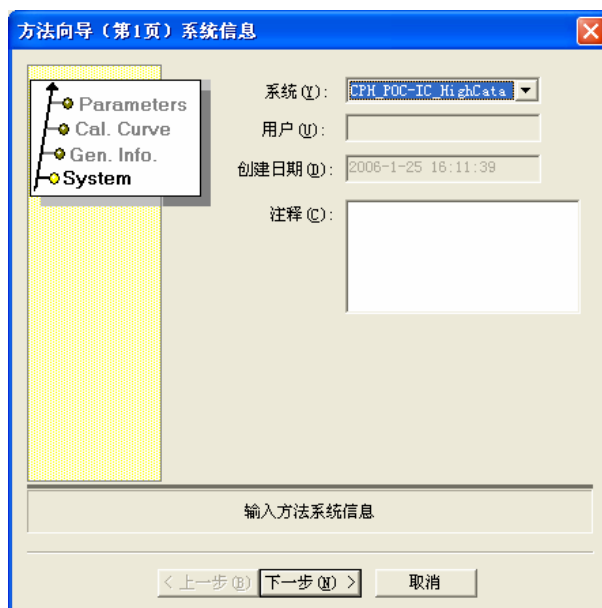 方法向导（第1页）系统信息
Parameters
Cal. Curve
Gen. Info.
System
系统(Y): CPH_POC-IC_HighCata
用户(U):
创建日期(D): 2006-1-25 16:11:39
注释(C):
输入方法系统信息
< 上一步(B) 下一步(N) > 取消